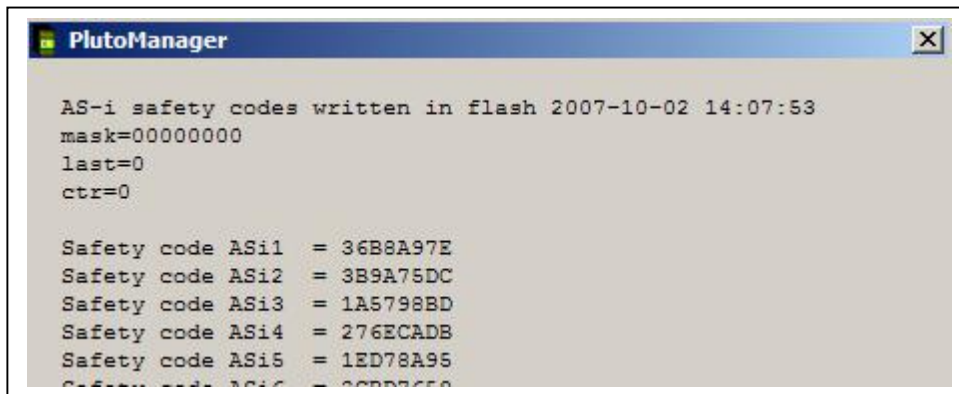 PlutoManager
AS-i safety codes written in flash 2007-10-02 14:07:53
mask=00000000
last=0
ctr=0
Safety code ASi1 = 36B8A97E
Safety code ASi2 = 3B9A75DC
Safety code ASi3 = 1A5798BD
Safety code ASi4 = 276ECADB
Safety code ASi5 = 1ED78A95